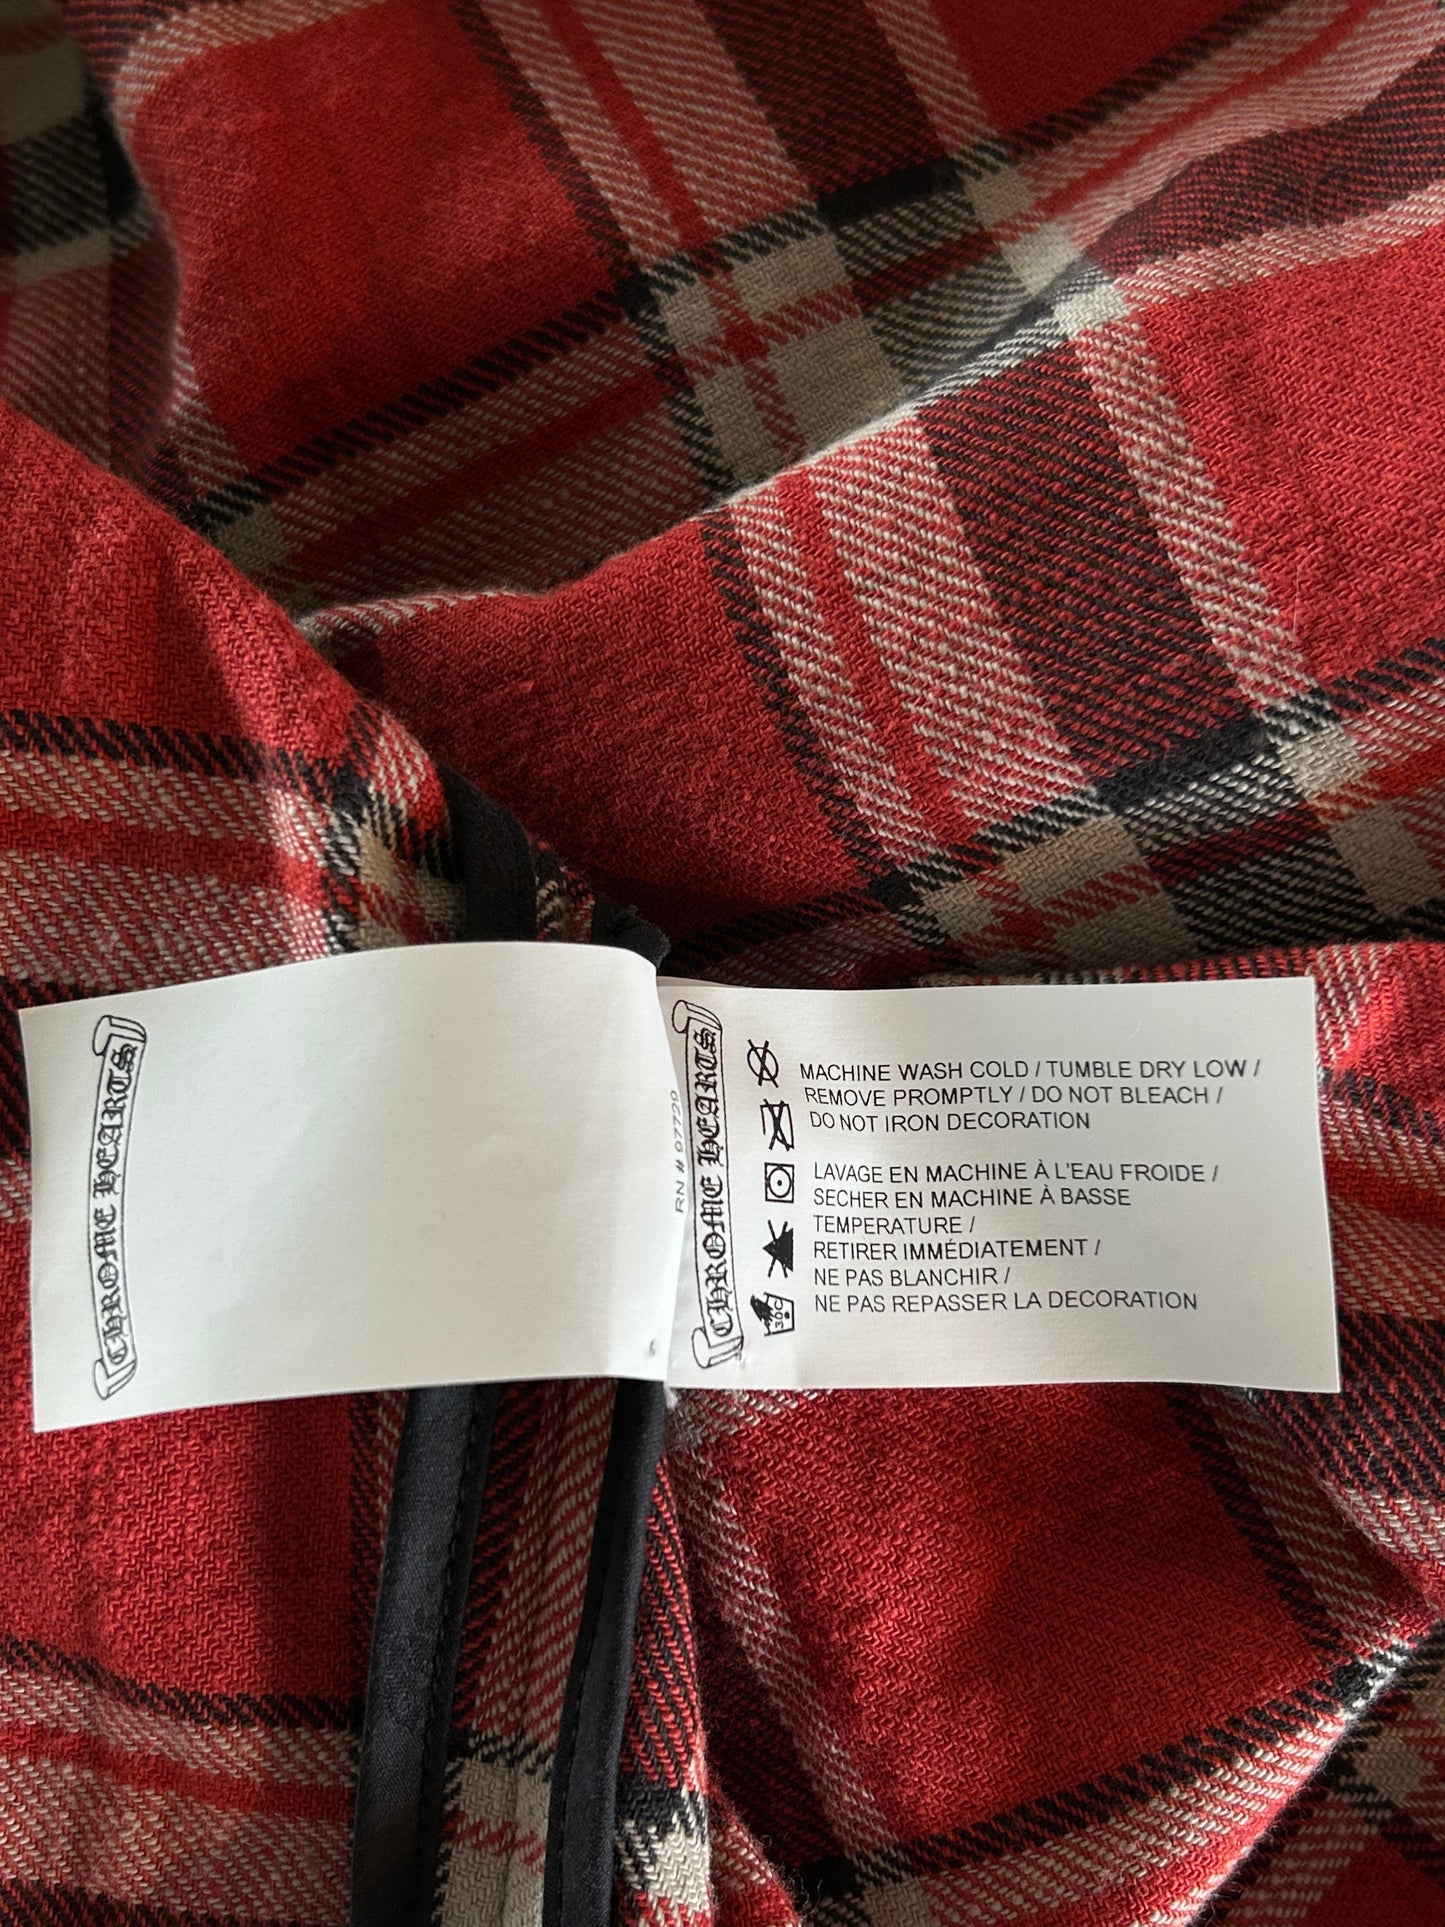 CHROME HEARTS
RN # 07729
CHROME HEARTS
MACHINE WASH COLD / TUMBLE DRY LOW /
REMOVE PROMPTLY / DO NOT BLEACH /
DO NOT IRON DECORATION
LAVAGE EN MACHINE À L'EAU FROIDE /
SECHER EN MACHINE À BASSE
TEMPERATURE /
RETIRER IMMÉDIATEMENT /
NE PAS BLANCHIR /
NE PAS REPASSER LA DECORATION
30C